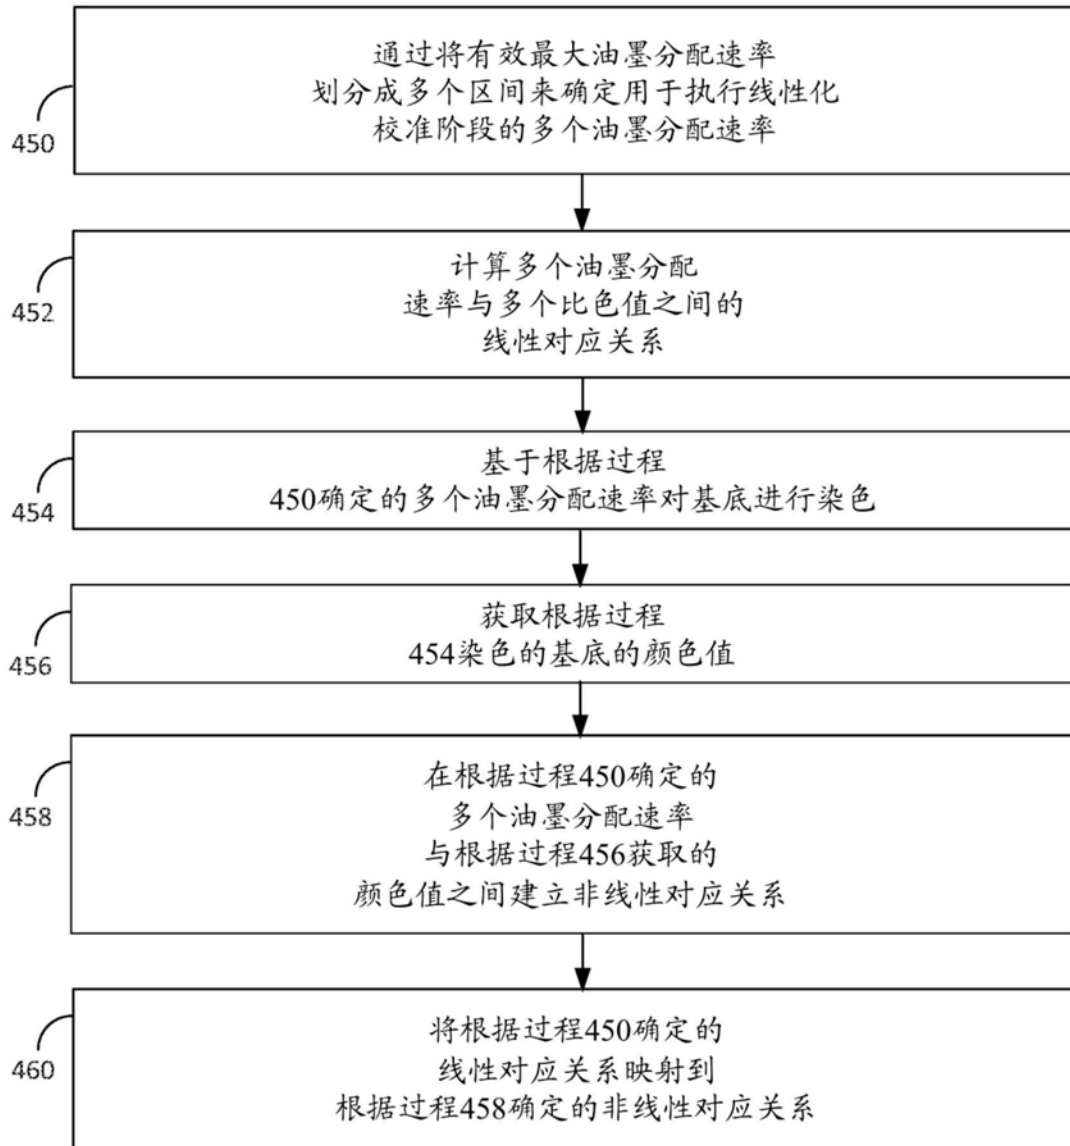 通过将有效最大油墨分配速率
划分成多个区间来确定用于执行线性化
校准阶段的多个油墨分配速率
450
计算多个油墨分配
速率与多个比色值之间的
线性对应关系
452
基于根据过程
450确定的多个油墨分配速率对基底进行染色
454
获取根据过程
454染色的基底的颜色值
456
在根据过程450确定的
多个油墨分配速率
与根据过程456获取的
颜色值之间建立非线性对应关系
458
将根据过程450确定的
线性对应关系映射到
根据过程458确定的非线性对应关系
460